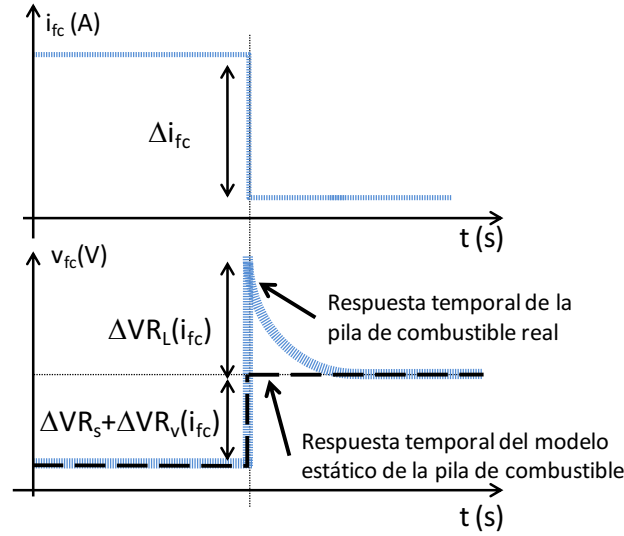 i_fc (A)
Δi_fc
t (s)
v_fc(V)
ΔVR_L(i_fc)
Respuesta temporal de la
pila de combustible real
ΔVR_s+ΔVR_v(i_fc)
Respuesta temporal del modelo
estático de la pila de combustible
t (s)